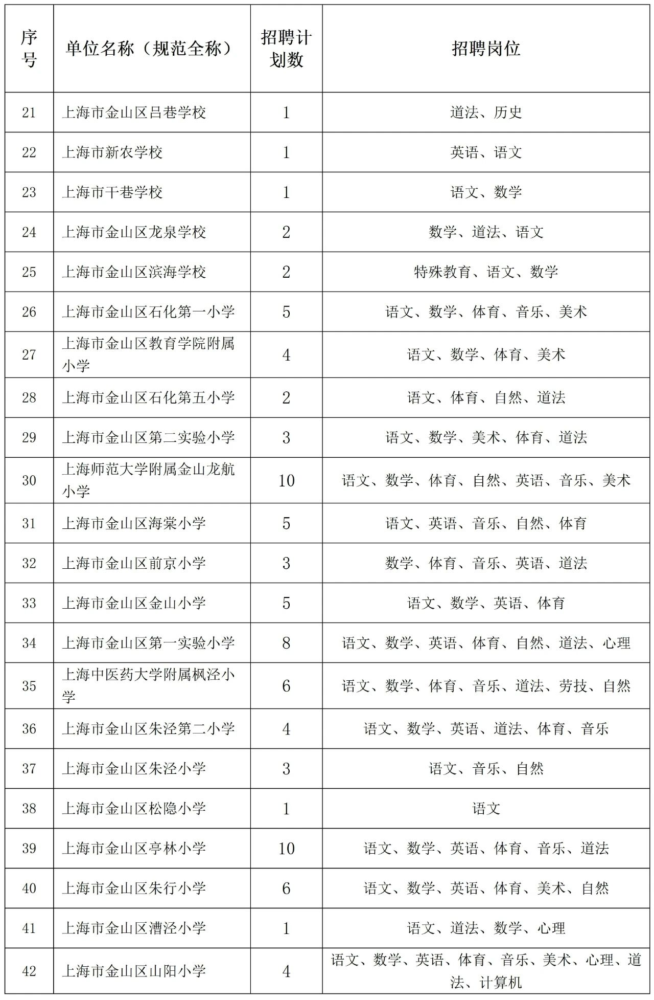 序号 单位名称（规范全称） 招聘计划数 招聘岗位
21 上海市金山区吕巷学校 1 道法、历史
22 上海市新农学校 1 英语、语文
23 上海市干巷学校 1 语文、数学
24 上海市金山区龙泉学校 2 数学、道法、语文
25 上海市金山区滨海学校 2 特殊教育、语文、数学
26 上海市金山区石化第一小学 5 语文、数学、体育、音乐、美术
27 上海市金山区教育学院附属小学 4 语文、数学、体育、美术
28 上海市金山区石化第五小学 2 语文、体育、自然、道法
29 上海市金山区第二实验小学 3 语文、数学、美术、体育、道法
30 上海师范大学附属金山龙航小学 10 语文、数学、体育、自然、英语、音乐、美术
31 上海市金山区海棠小学 5 语文、英语、音乐、自然、体育
32 上海市金山区前京小学 3 数学、体育、音乐、英语、道法
33 上海市金山区金山小学 5 语文、数学、英语、体育
34 上海市金山区第一实验小学 8 语文、数学、英语、体育、自然、道法、心理
35 上海中医药大学附属枫泾小学 6 语文、数学、体育、音乐、道法、劳技、自然
36 上海市金山区朱泾第二小学 4 语文、数学、英语、道法、体育、音乐
37 上海市金山区朱泾小学 3 语文、音乐、自然
38 上海市金山区松隐小学 1 语文
39 上海市金山区亭林小学 10 语文、数学、英语、体育、音乐、道法
40 上海市金山区朱行小学 6 语文、数学、英语、体育、美术、自然
41 上海市金山区漕泾小学 1 语文、道法、数学、心理
42 上海市金山区山阳小学 4 语文、数学、英语、体育、音乐、美术、心理、道法、计算机